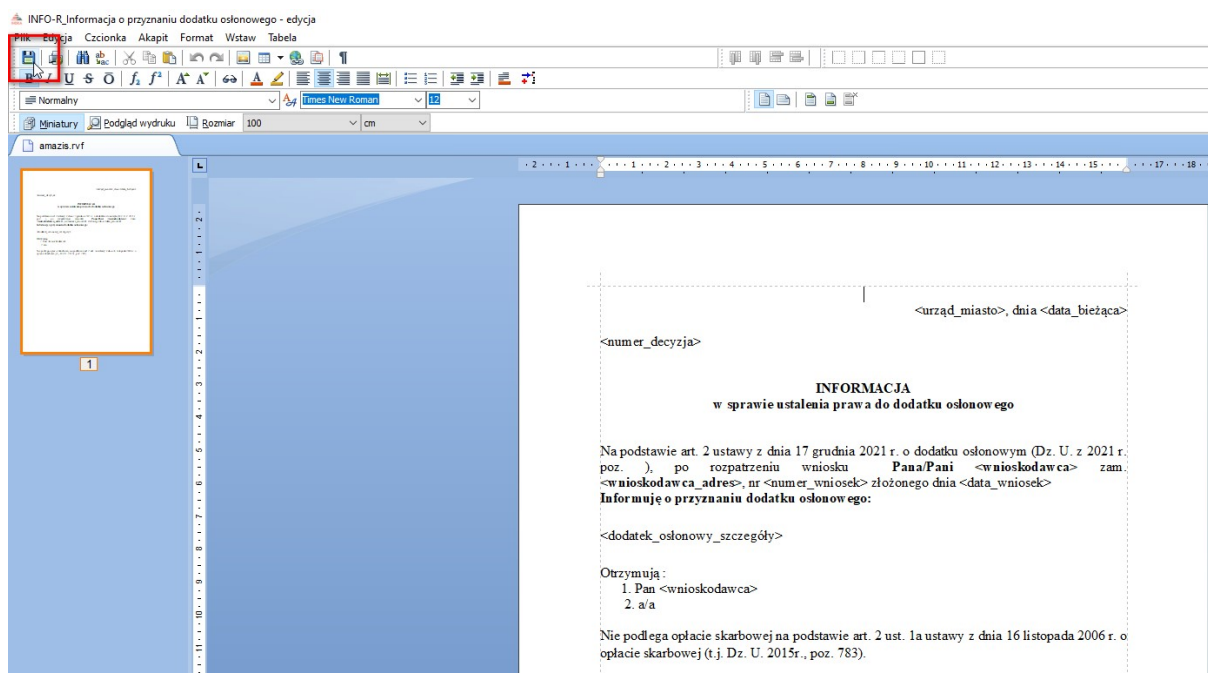 INFO-R_Informacja o przyznaniu dodatku osłonowego - edycja
Plik Edycja Czcionka Akapit Format Wstaw Tabela
Normalny Times New Roman 12
Miniatury Podgląd wydruku Rozmiar 100 cm
amazis.rvf
1
<urząd_miasto>, dnia <data_bieżąca>
<numer_decyzja>
INFORMACJA
w sprawie ustalenia prawa do dodatku osłonowego
Na podstawie art. 2 ustawy z dnia 17 grudnia 2021 r. o dodatku osłonowym (Dz. U. z 2021 r.
poz. ), po rozpatrzeniu wniosku Pana/Pani <wnioskodawca> zam.
<wnioskodawca_adres>, nr <numer_wniosek> złożonego dnia <data_wniosek>
Informuję o przyznaniu dodatku osłonowego:
<dodatek_osłonowy_szczegóły>
Otrzymują :
1. Pan <wnioskodawca>
2. a/a
Nie podlega opłacie skarbowej na podstawie art. 2 ust. 1a ustawy z dnia 16 listopada 2006 r. o
opłacie skarbowej (t.j. Dz. U. 2015r., poz. 783).